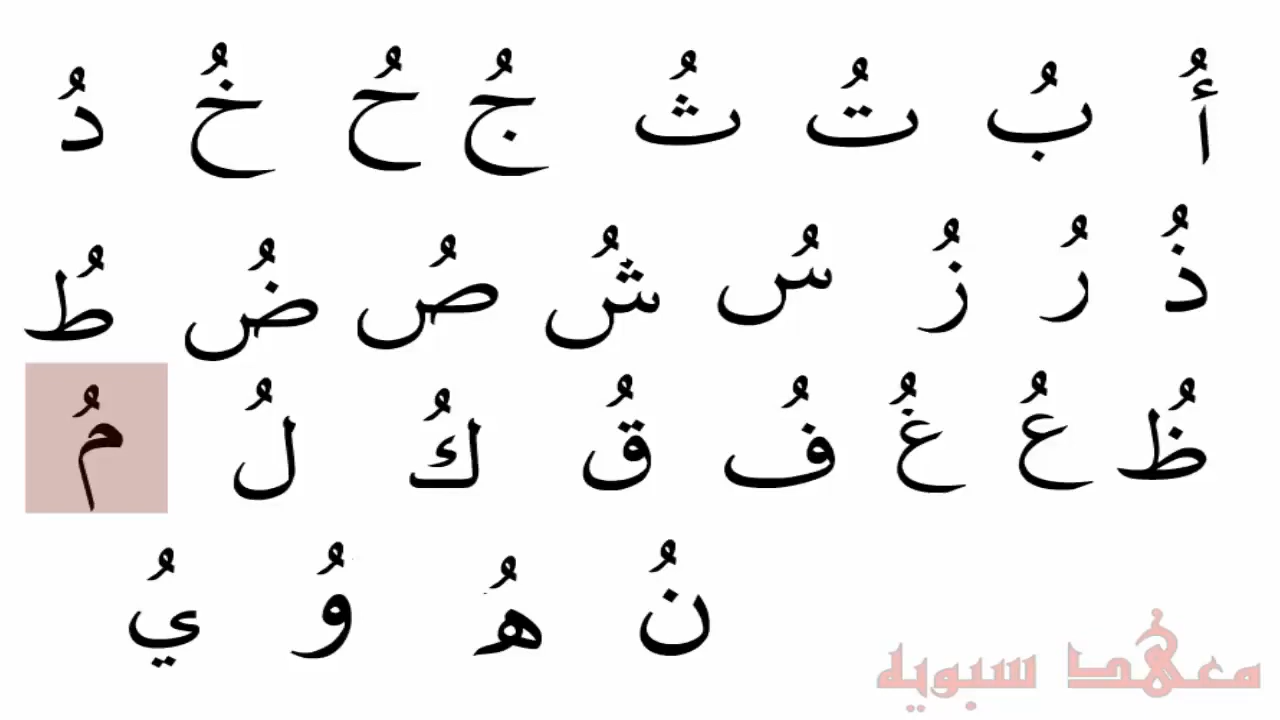 أُ بُ تُ ثُ جُ حُ خُ دُ
ذُ رُ زُ سُ شُ صُ ضُ طُ
ظُ عُ غُ فُ قُ كُ لُ مُ
نُ هُ وُ يُ
معهد سبويه